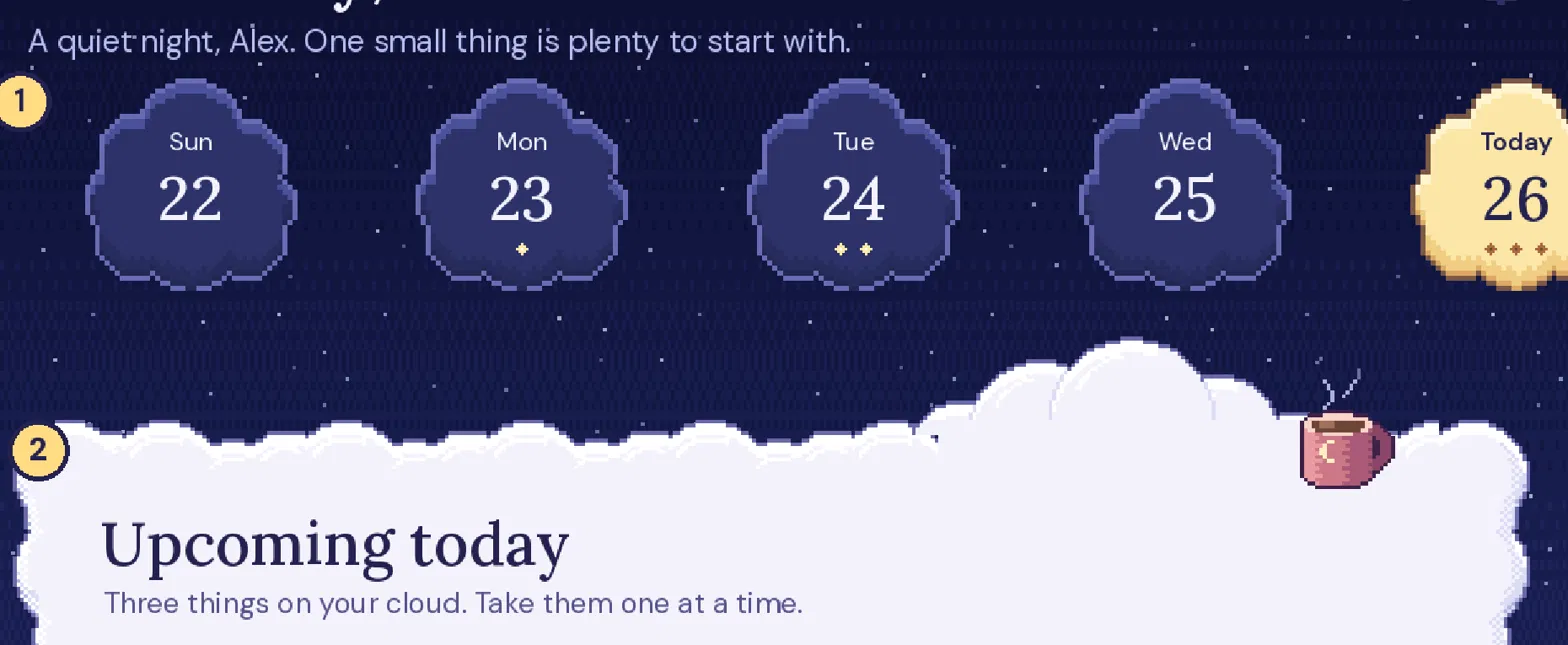 A quiet night, Alex. One small thing is plenty to start with.
1
Sun
22
Mon
23
Tue
24
Wed
25
Today
26
2
Upcoming today
Three things on your cloud. Take them one at a time.